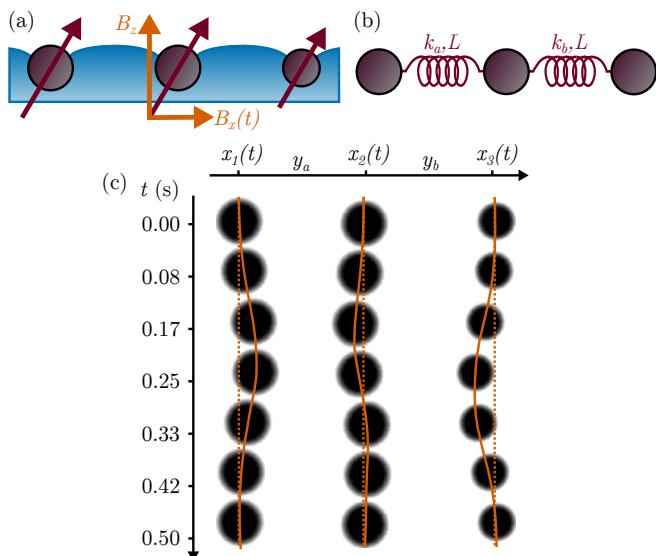 (a)
B_z
B_x(t)
(b)
k_a, L
k_b, L
(c)
x_1(t)
y_a
x_2(t)
y_b
x_3(t)
t (s)
0.00
0.08
0.17
0.25
0.33
0.42
0.50